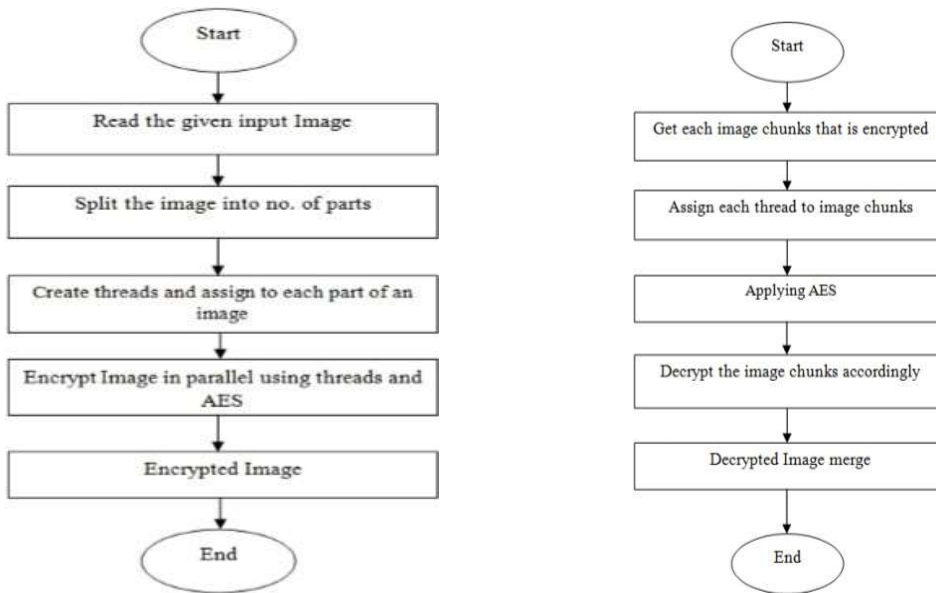 Start
Read the given input Image
Split the image into no. of parts
Create threads and assign to each part of an
image
Encrypt Image in parallel using threads and
AES
Encrypted Image
End
Start
Get each image chunks that is encrypted
Assign each thread to image chunks
Applying AES
Decrypt the image chunks accordingly
Decrypted Image merge
End